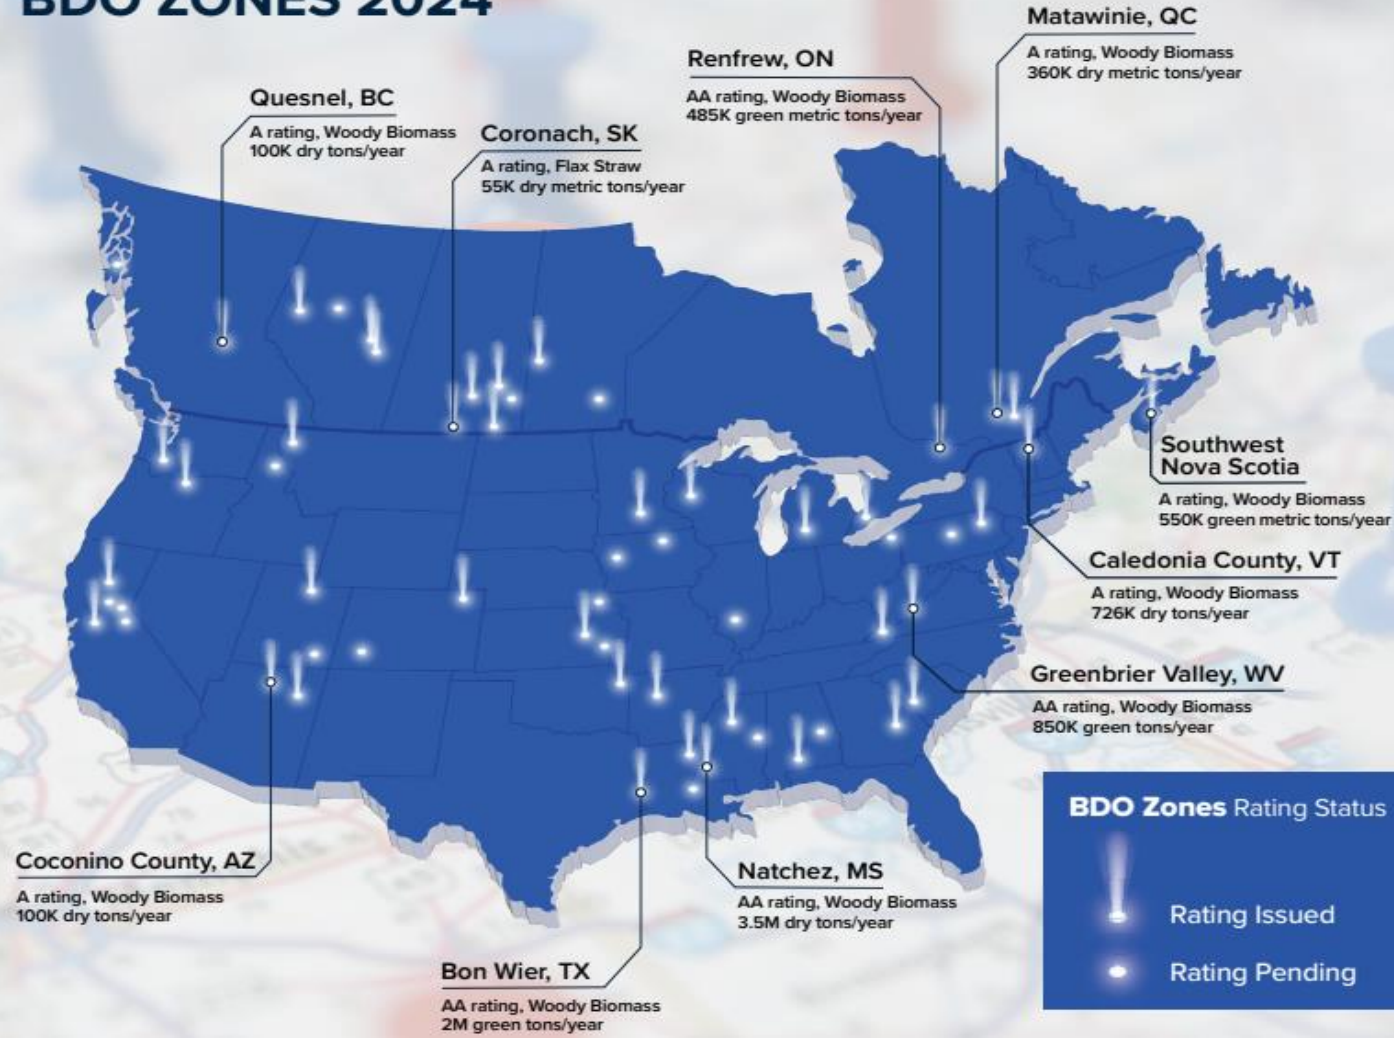 BDO ZONES 2024
Matawinie, QC
A rating, Woody Biomass
360K dry metric tons/year
Renfrew, ON
AA rating, Woody Biomass
485K green metric tons/year
Quesnel, BC
A rating, Woody Biomass
100K dry tons/year
Coronach, SK
A rating, Flax Straw
55K dry metric tons/year
Southwest
Nova Scotia
A rating, Woody Biomass
550K green metric tons/year
Caledonia County, VT
A rating, Woody Biomass
726K dry tons/year
Greenbrier Valley, WV
AA rating, Woody Biomass
850K green tons/year
BDO Zones Rating Status
Rating Issued
Rating Pending
Coconino County, AZ
A rating, Woody Biomass
100K dry tons/year
Natchez, MS
AA rating, Woody Biomass
3.5M dry tons/year
Bon Wier, TX
AA rating, Woody Biomass
2M green tons/year